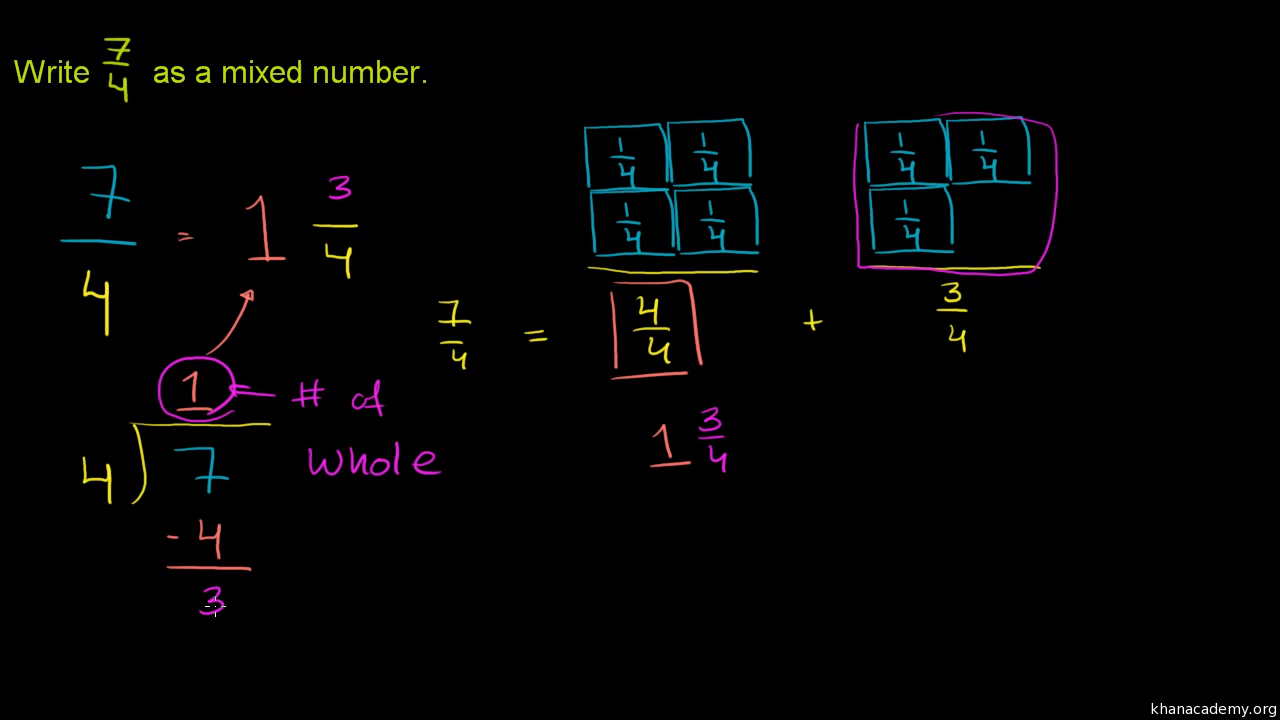 Write 7/4 as a mixed number.
7/4 = 1 3/4
1 ← # of whole
4 ) 7
- 4
3
1/4 1/4
1/4 1/4
1/4 1/4
1/4
7/4 = 4/4 + 3/4
1 3/4
khanacademy.org